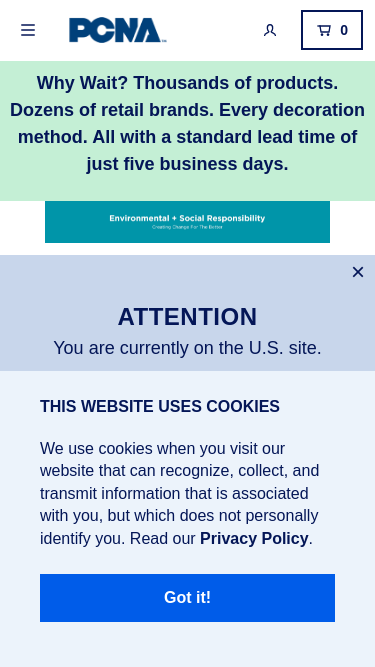 PCNA
0
Why Wait? Thousands of products.
Dozens of retail brands. Every decoration
method. All with a standard lead time of
just five business days.
Environmental + Social Responsibility
Creating Change For The Better
ATTENTION
You are currently on the U.S. site.
THIS WEBSITE USES COOKIES
We use cookies when you visit our
website that can recognize, collect, and
transmit information that is associated
with you, but which does not personally
identify you. Read our Privacy Policy.
Got it!